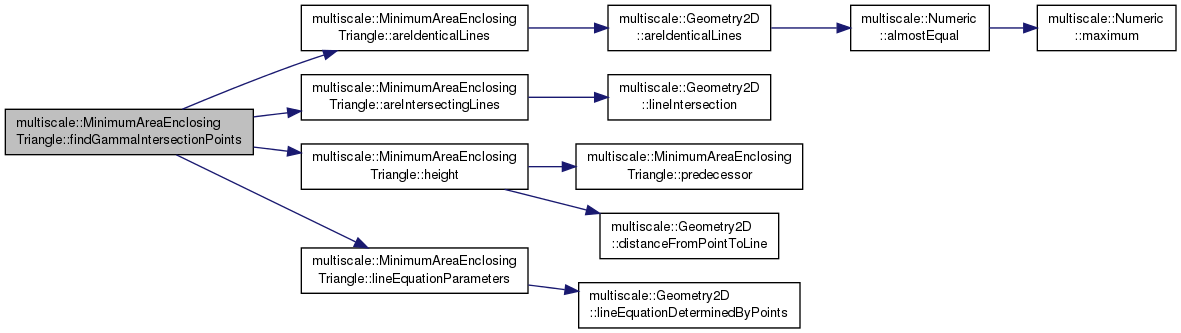 multiscale::MinimumAreaEnclosing
Triangle::findGammaIntersectionPoints
multiscale::MinimumAreaEnclosing
Triangle::areIdenticalLines
multiscale::Geometry2D
::areIdenticalLines
multiscale::Numeric
::almostEqual
multiscale::Numeric
::maximum
multiscale::MinimumAreaEnclosing
Triangle::areIntersectingLines
multiscale::Geometry2D
::lineIntersection
multiscale::MinimumAreaEnclosing
Triangle::height
multiscale::MinimumAreaEnclosing
Triangle::predecessor
multiscale::Geometry2D
::distanceFromPointToLine
multiscale::MinimumAreaEnclosing
Triangle::lineEquationParameters
multiscale::Geometry2D
::lineEquationDeterminedByPoints